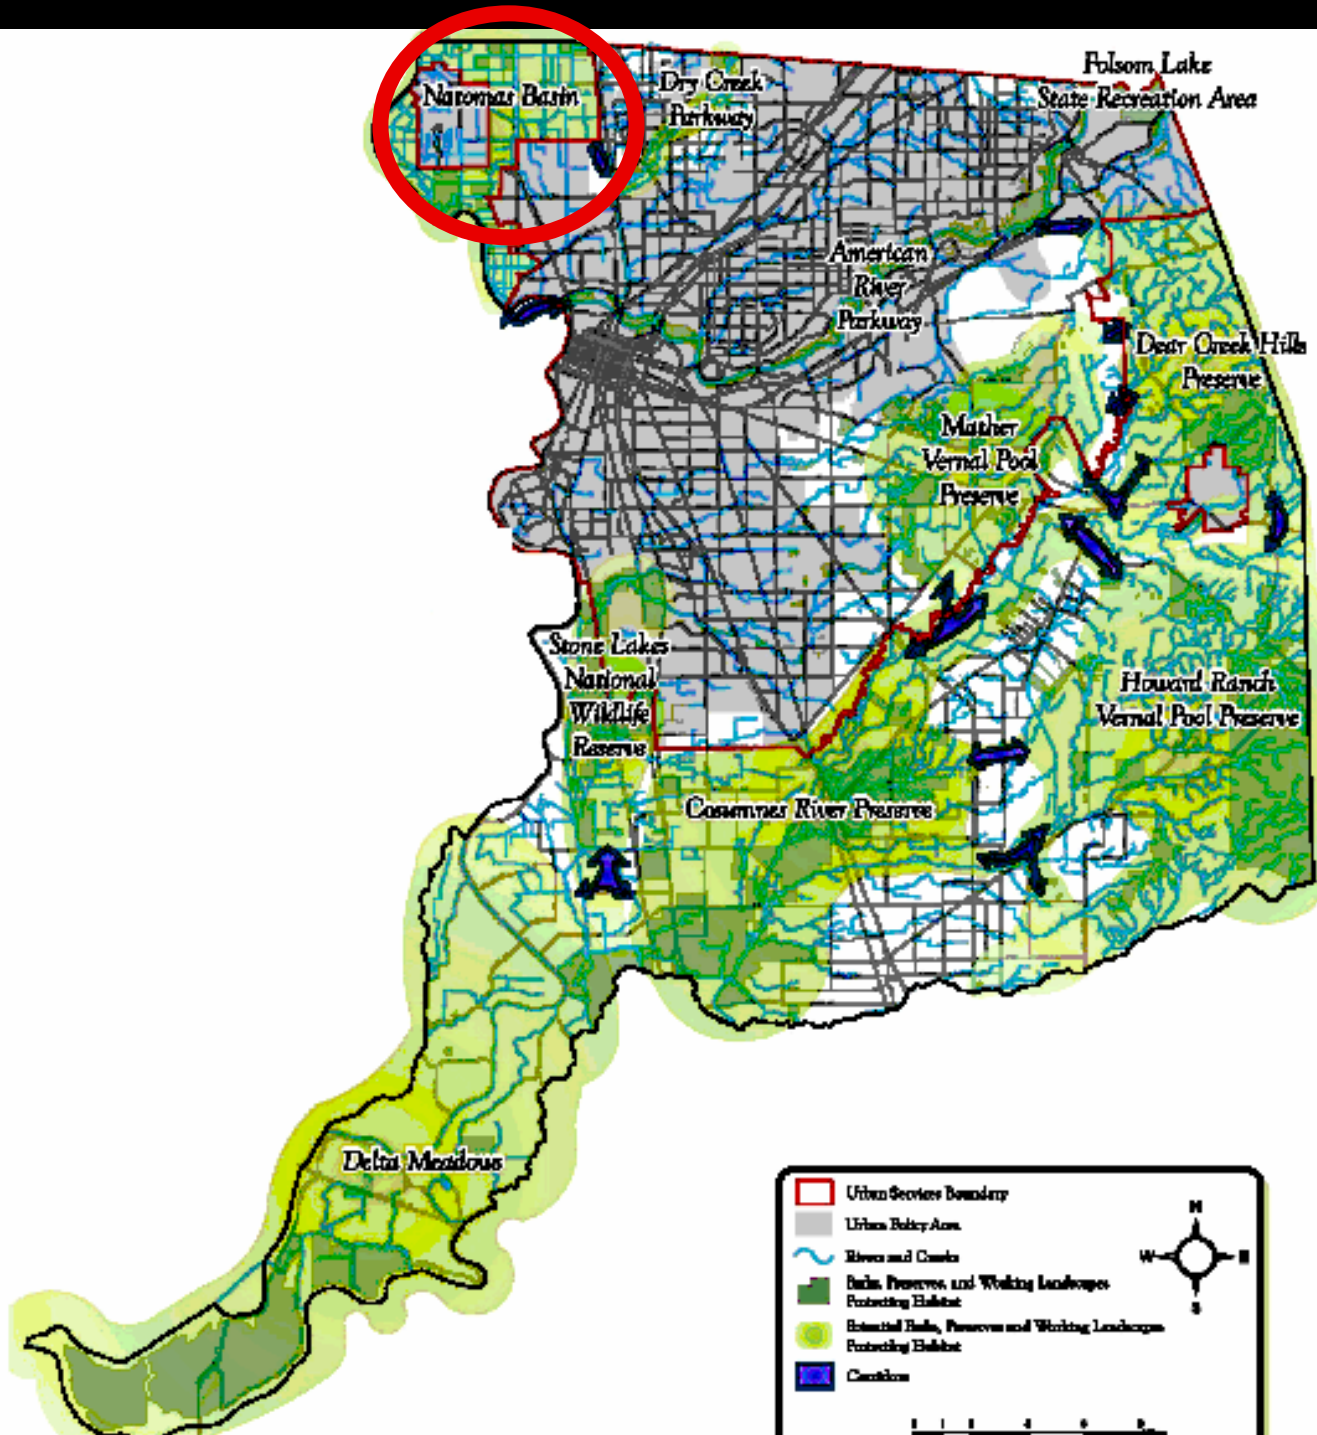 Natomas Basin
Dry Creek
Parkway
Folsom Lake
State Recreation Area
American
River
Parkway
Deer Creek Hills
Preserve
Mather
Vernal Pool
Preserve
Stone Lakes
National
Wildlife
Reserve
Howard Ranch
Vernal Pool Preserve
Cosumnes River Preserve
Delta Meadows
Urban Services Boundary
Urban Policy Area
Rivers and Creeks
Parks, Preserves, and Working Landscapes
Protecting Habitat
Potential Parks, Preserves and Working Landscapes
Protecting Habitat
Corridors
N
W E
S